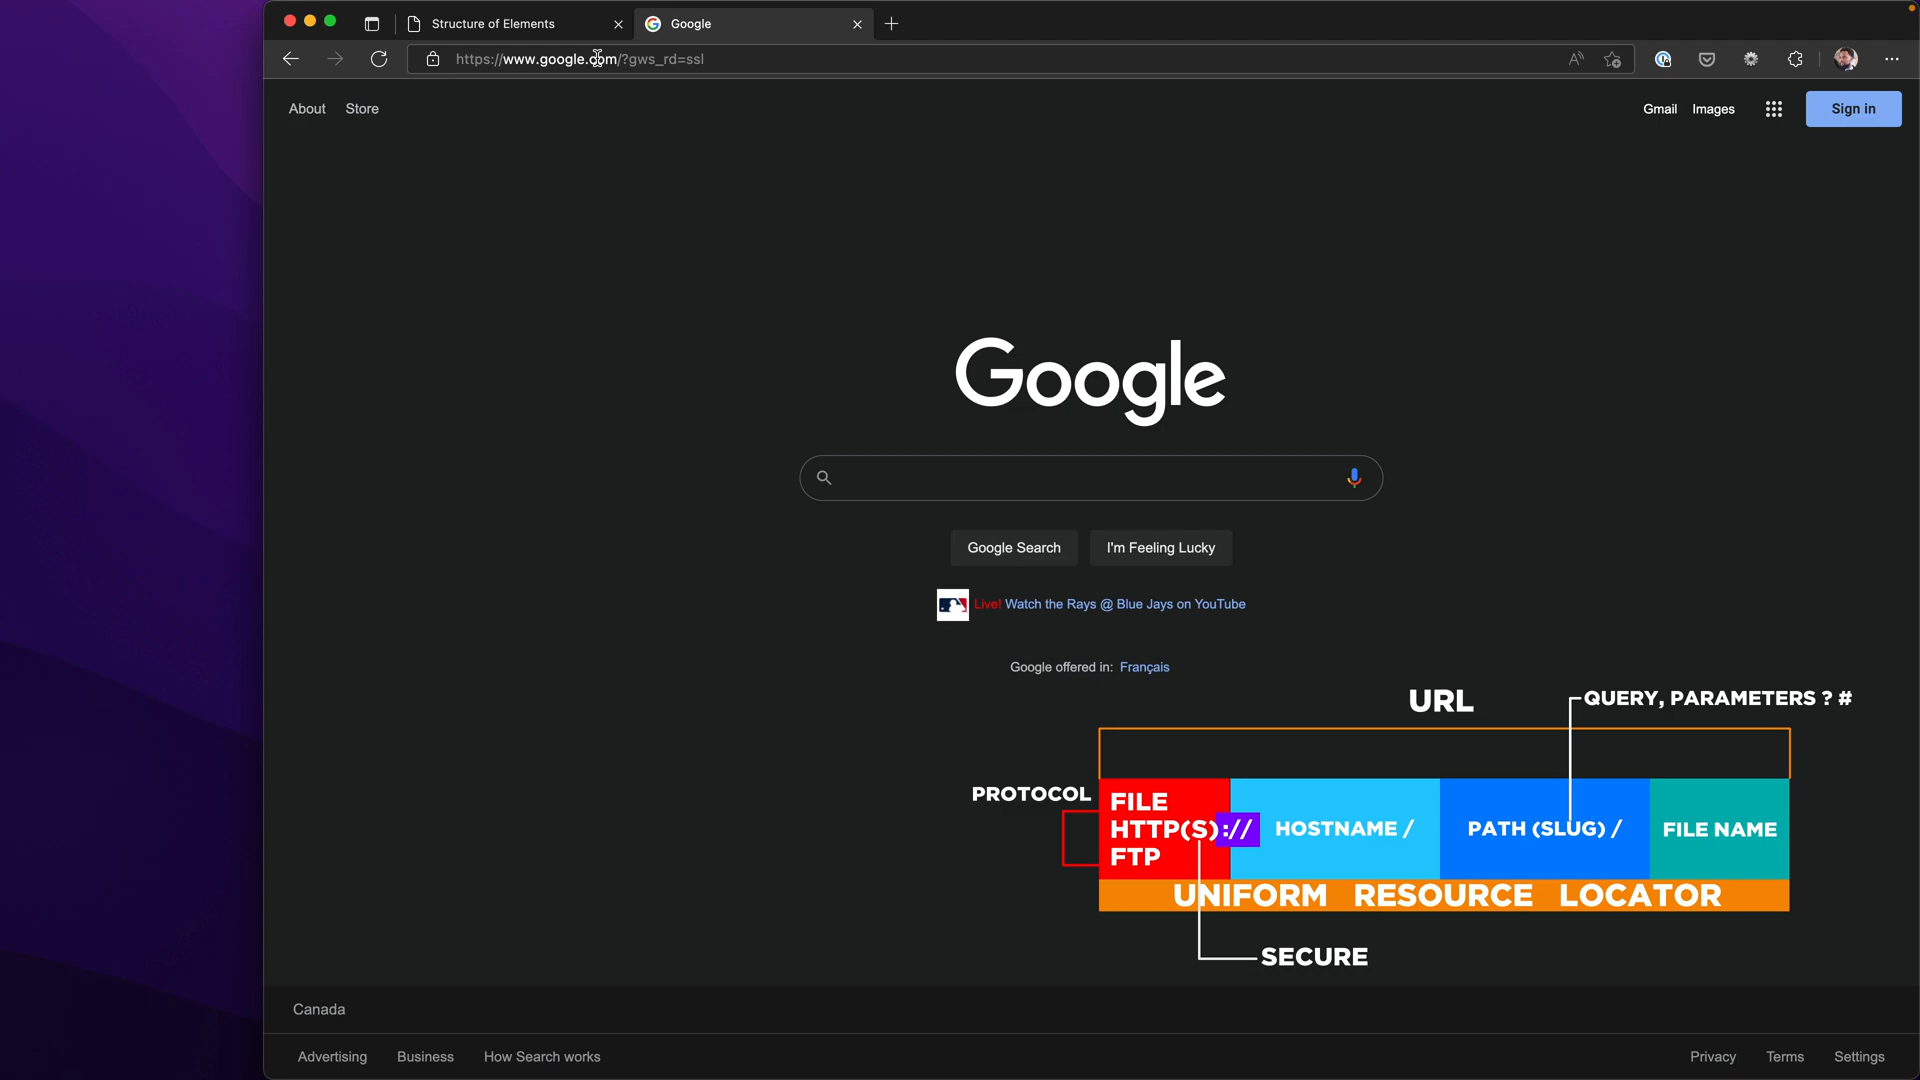 Structure of Elements
Google
https://www.google.com/?gws_rd=ssl
About Store
Gmail Images Sign in
Google
Google Search I'm Feeling Lucky
Live! Watch the Rays @ Blue Jays on YouTube
Google offered in: Français
URL
QUERY, PARAMETERS ? #
PROTOCOL
FILE
HTTP(S)://
FTP
HOSTNAME /
PATH (SLUG) /
FILE NAME
UNIFORM RESOURCE LOCATOR
SECURE
Canada
Advertising Business How Search works
Privacy Terms Settings